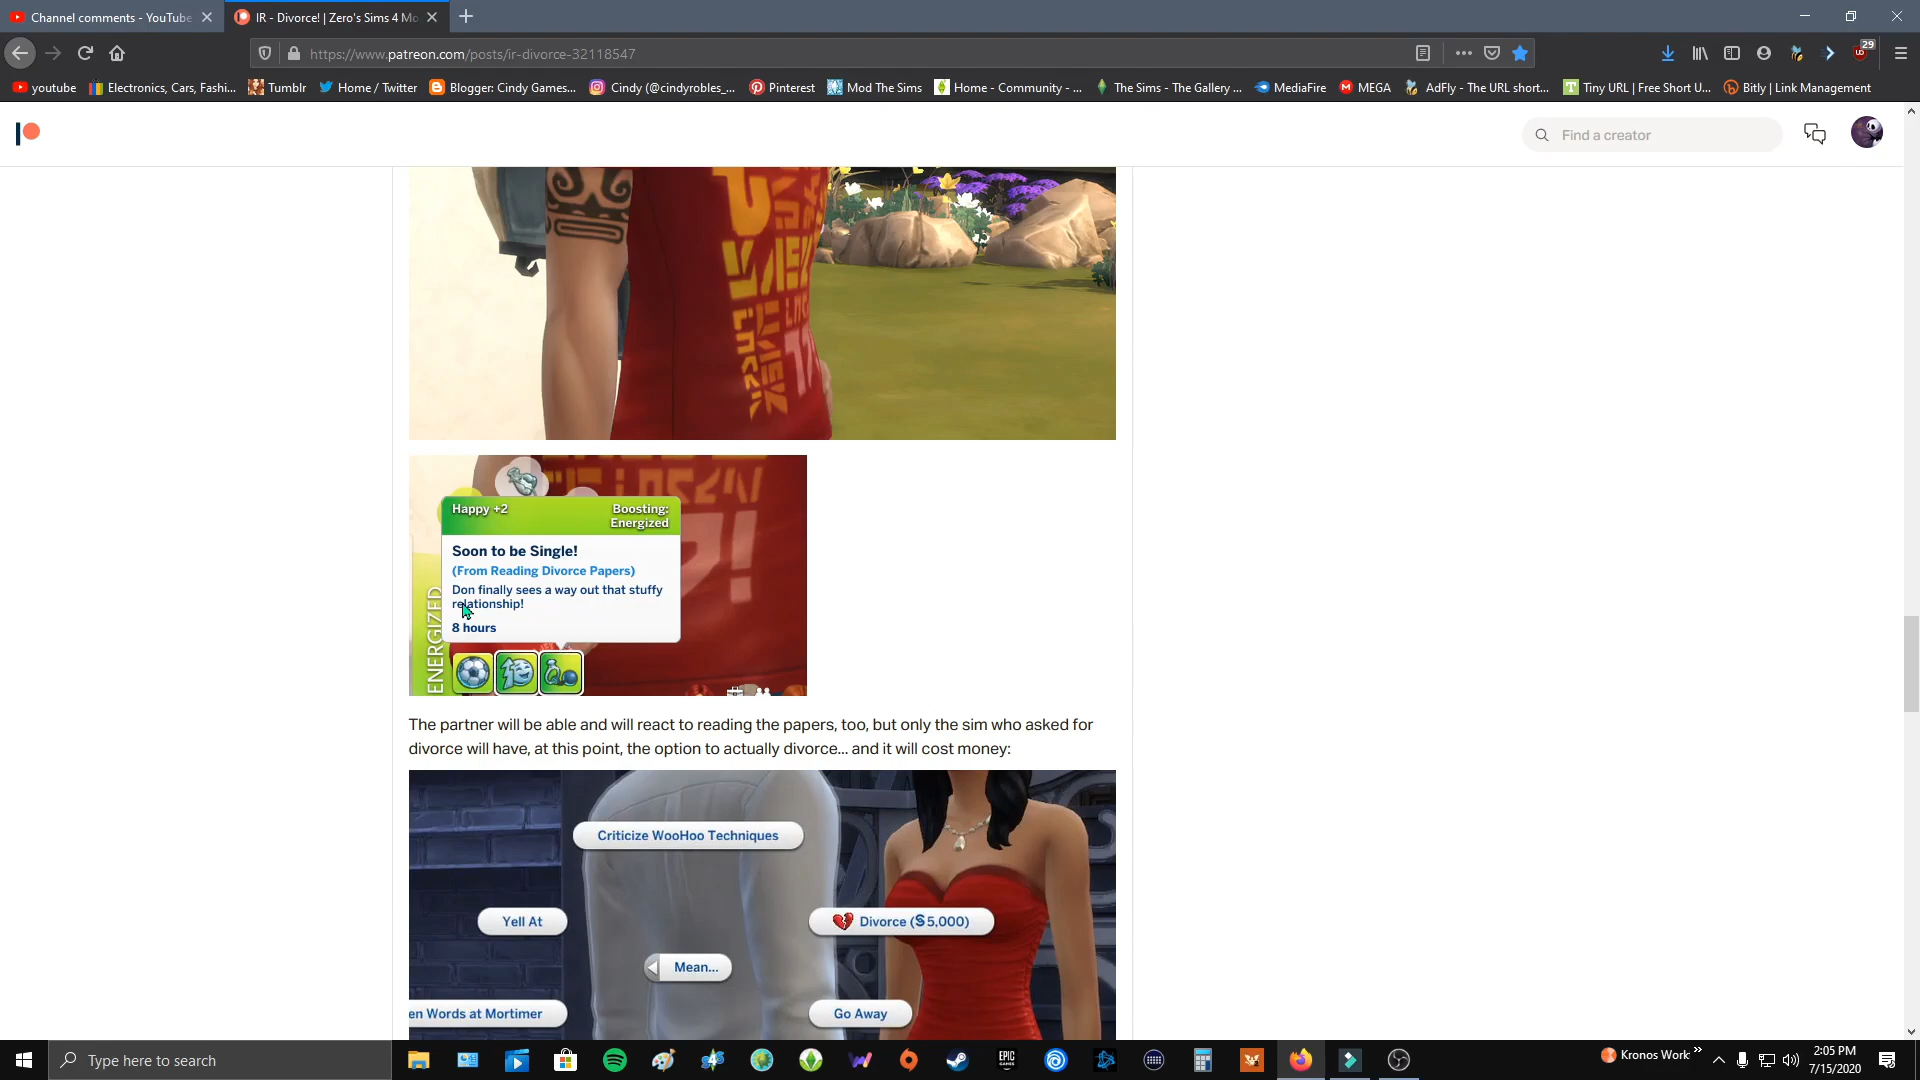 Channel comments - YouTube
IR - Divorce! | Zero's Sims 4 Mo
https://www.patreon.com/posts/ir-divorce-32118547
29
youtube
Electronics, Cars, Fashi...
Tumblr
Home / Twitter
Blogger: Cindy Games...
Cindy (@cindyrobles_...
Pinterest
Mod The Sims
Home - Community - ...
The Sims - The Gallery ...
MediaFire
MEGA
AdFly - The URL short...
Tiny URL | Free Short U...
Bitly | Link Management
Find a creator
Happy +2
Boosting:
Energized
Soon to be Single!
(From Reading Divorce Papers)
Don finally sees a way out that stuffy
relationship!
8 hours
ENERGIZED
The partner will be able and will react to reading the papers, too, but only the sim who asked for
divorce will have, at this point, the option to actually divorce... and it will cost money:
Criticize WooHoo Techniques
Yell At
Divorce (§5,000)
Mean...
en Words at Mortimer
Go Away
Type here to search
EPIC
GAMES
Kronos Work
2:05 PM
7/15/2020